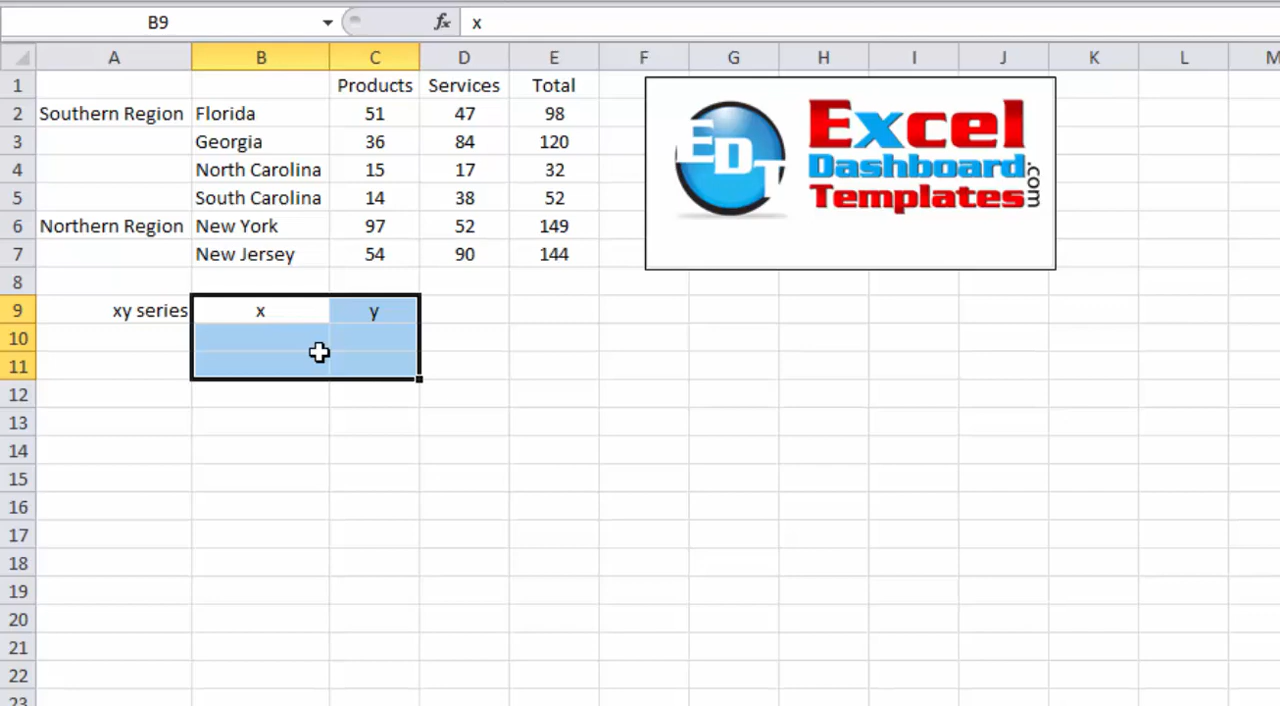 B9 fx x
A B C D E F G H I J K L M
1 Products Services Total
2 Southern Region Florida 51 47 98
3 Georgia 36 84 120
4 North Carolina 15 17 32
5 South Carolina 14 38 52
6 Northern Region New York 97 52 149
7 New Jersey 54 90 144
8
9 xy series x y
10
11
12
13
14
15
16
17
18
19
20
21
22
23
EDT
Excel
Dashboard
Templates
.com